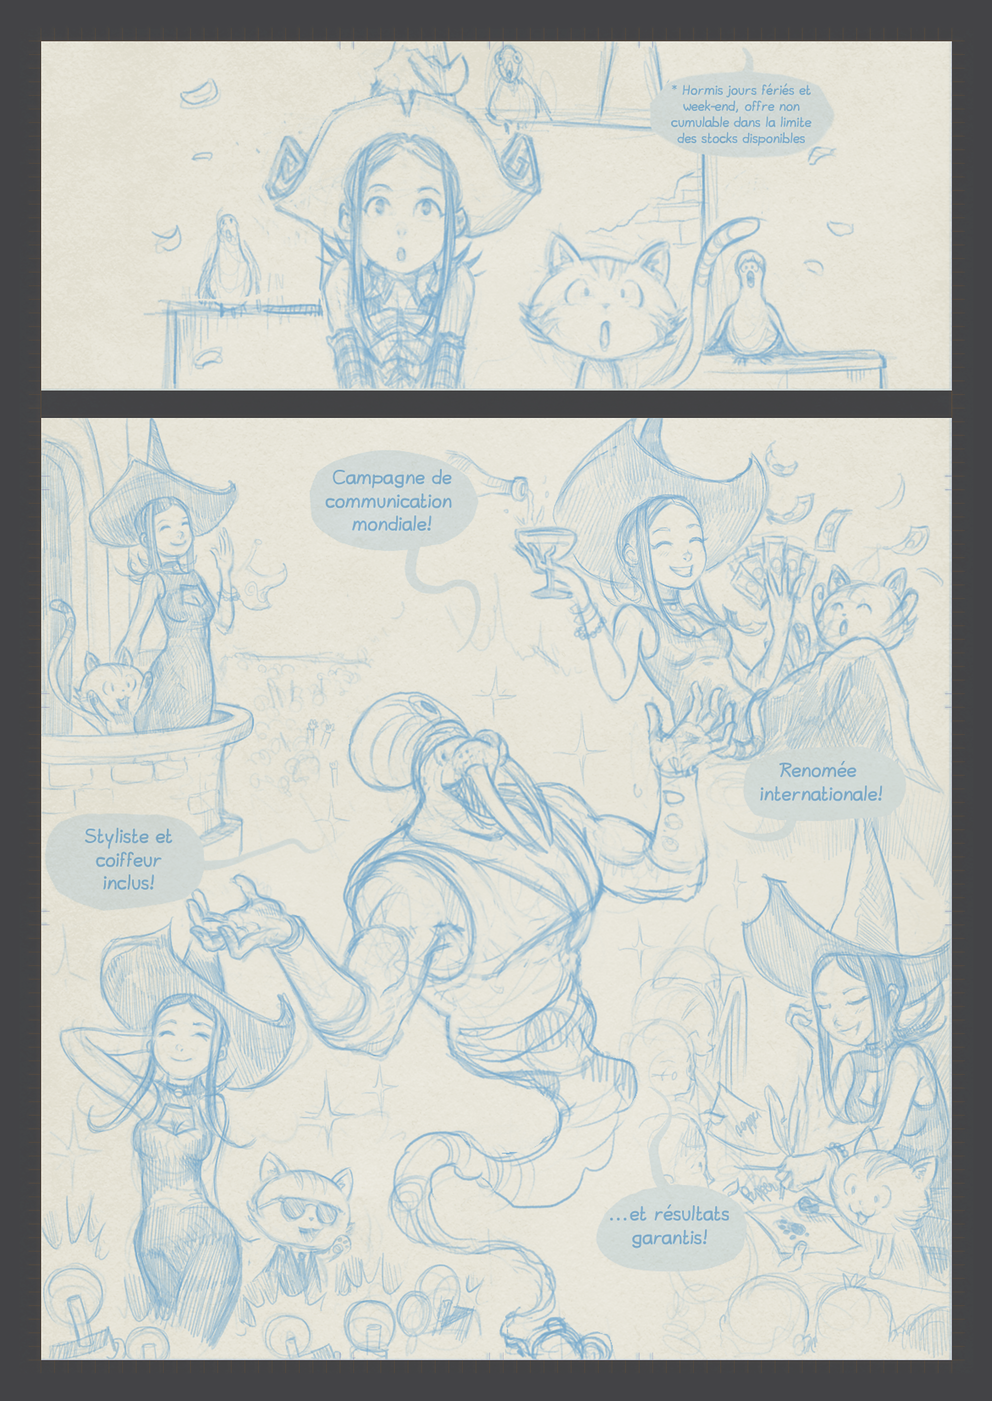 * Hormis jours fériés et
week-end, offre non
cumulable dans la limite
des stocks disponibles
Campagne de
communication
mondiale!
Renomée
internationale!
Styliste et
coiffeur
inclus!
...et résultats
garantis!